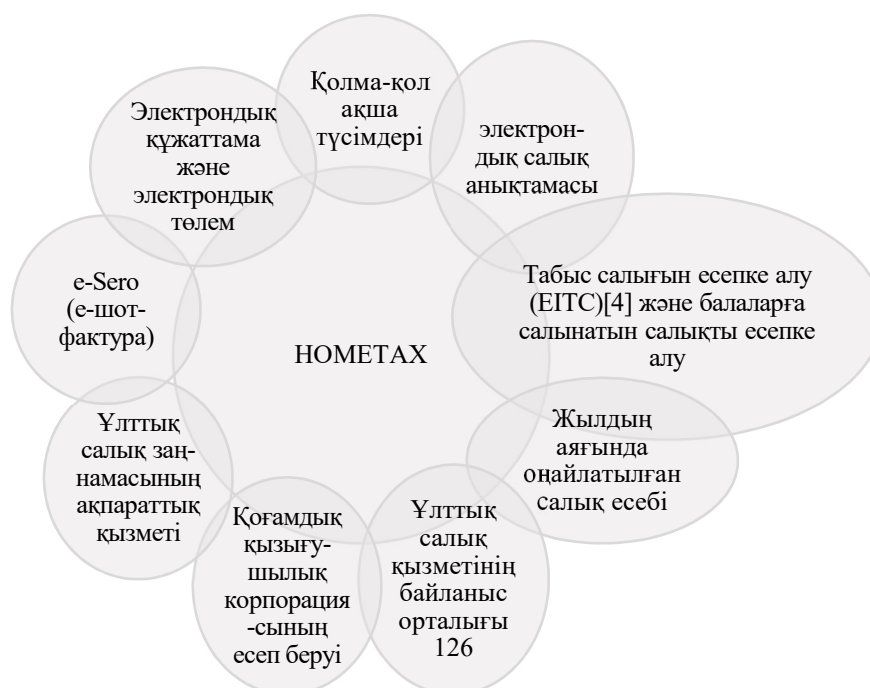 Қолма-қол
ақша
түсімдері
электрон-
дық салық
анықтамасы
Табыс салығын есепке алу
(EITC)[4] және балаларға
салынатын салықты есепке
алу
Жылдың
аяғында
оңайлатылған
салық есебі
Ұлттық
салық
қызметінің
байланыс
орталығы
126
Қоғамдық
қызығу-
шылық
корпорация
-сының
есеп беруі
Ұлттық
салық заң-
намасының
ақпараттық
қызметі
e-Sero
(е-шот-
фактура)
Электрондық
құжаттама
және
электрондық
төлем
HOMETAX